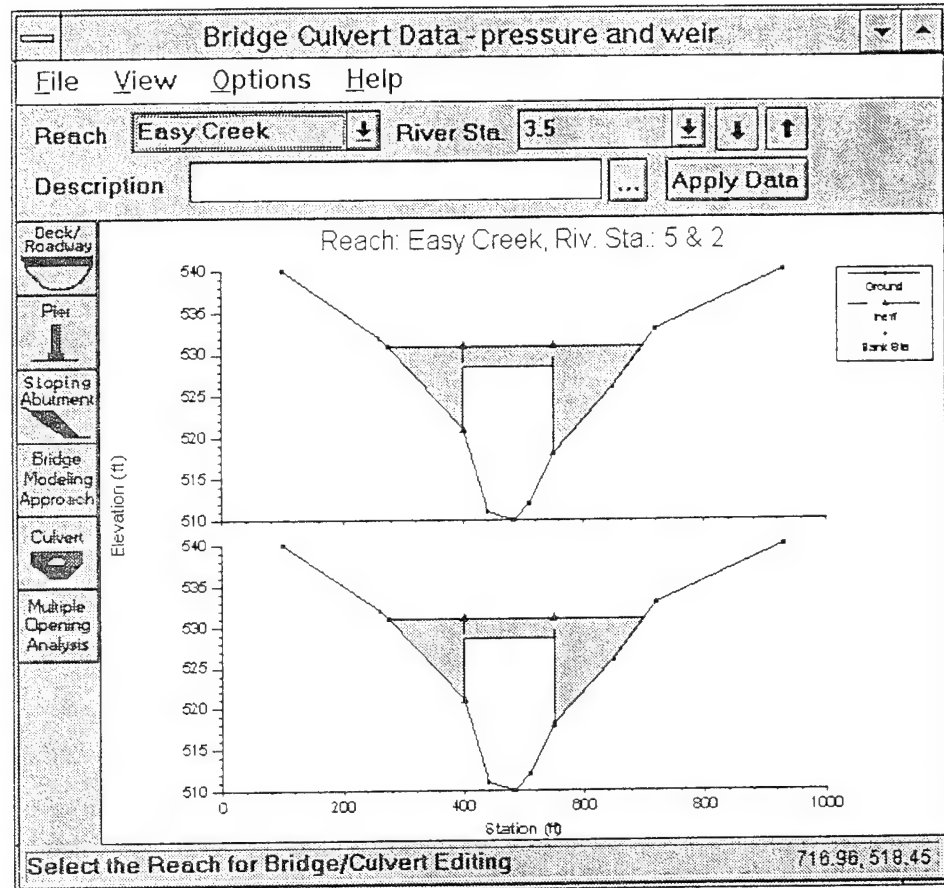 Bridge Culvert Data - pressure and weir
File View Options Help
Reach Easy Creek River Sta. 3.5
Description ... Apply Data
Deck/
Roadway
Pier
Sloping
Abutment
Bridge
Modeling
Approach
Culvert
Multiple
Opening
Analysis
Reach: Easy Creek, Riv. Sta.: 5 & 2
Ground
Ineff
Bank Sta
Elevation (ft)
540
535
530
525
520
515
510
540
535
530
525
520
515
510
0 200 400 600 800 1000
Station (ft)
Select the Reach for Bridge/Culvert Editing 716.96, 518.45